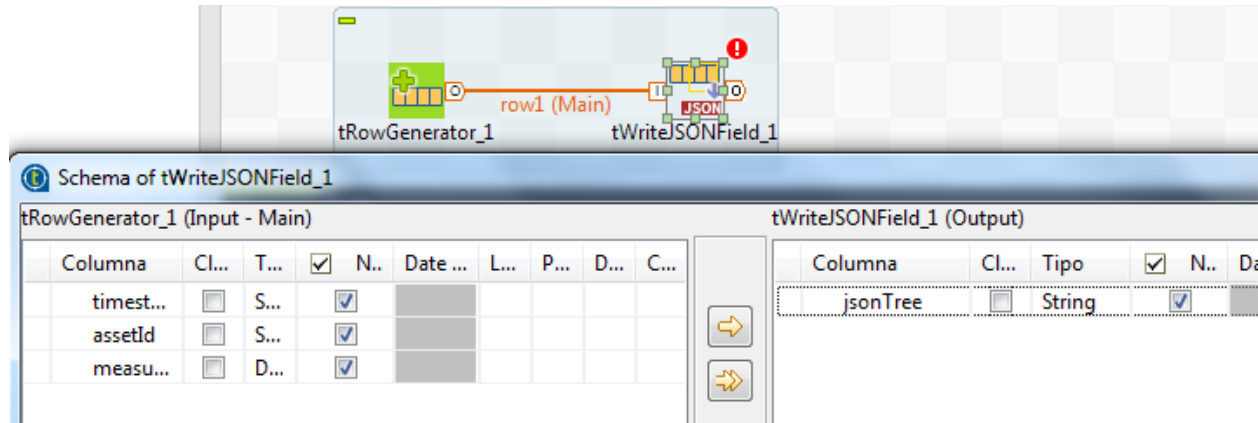 row1 (Main)
JSON
tRowGenerator_1
tWriteJSONField_1
Schema of tWriteJSONField_1
tRowGenerator_1 (Input - Main)
tWriteJSONField_1 (Output)
Columna Cl... T... N.. Date ... L... P... D... C...
Columna Cl... Tipo N.. Da
timest... S...
jsonTree String
assetId S...
measu... D...